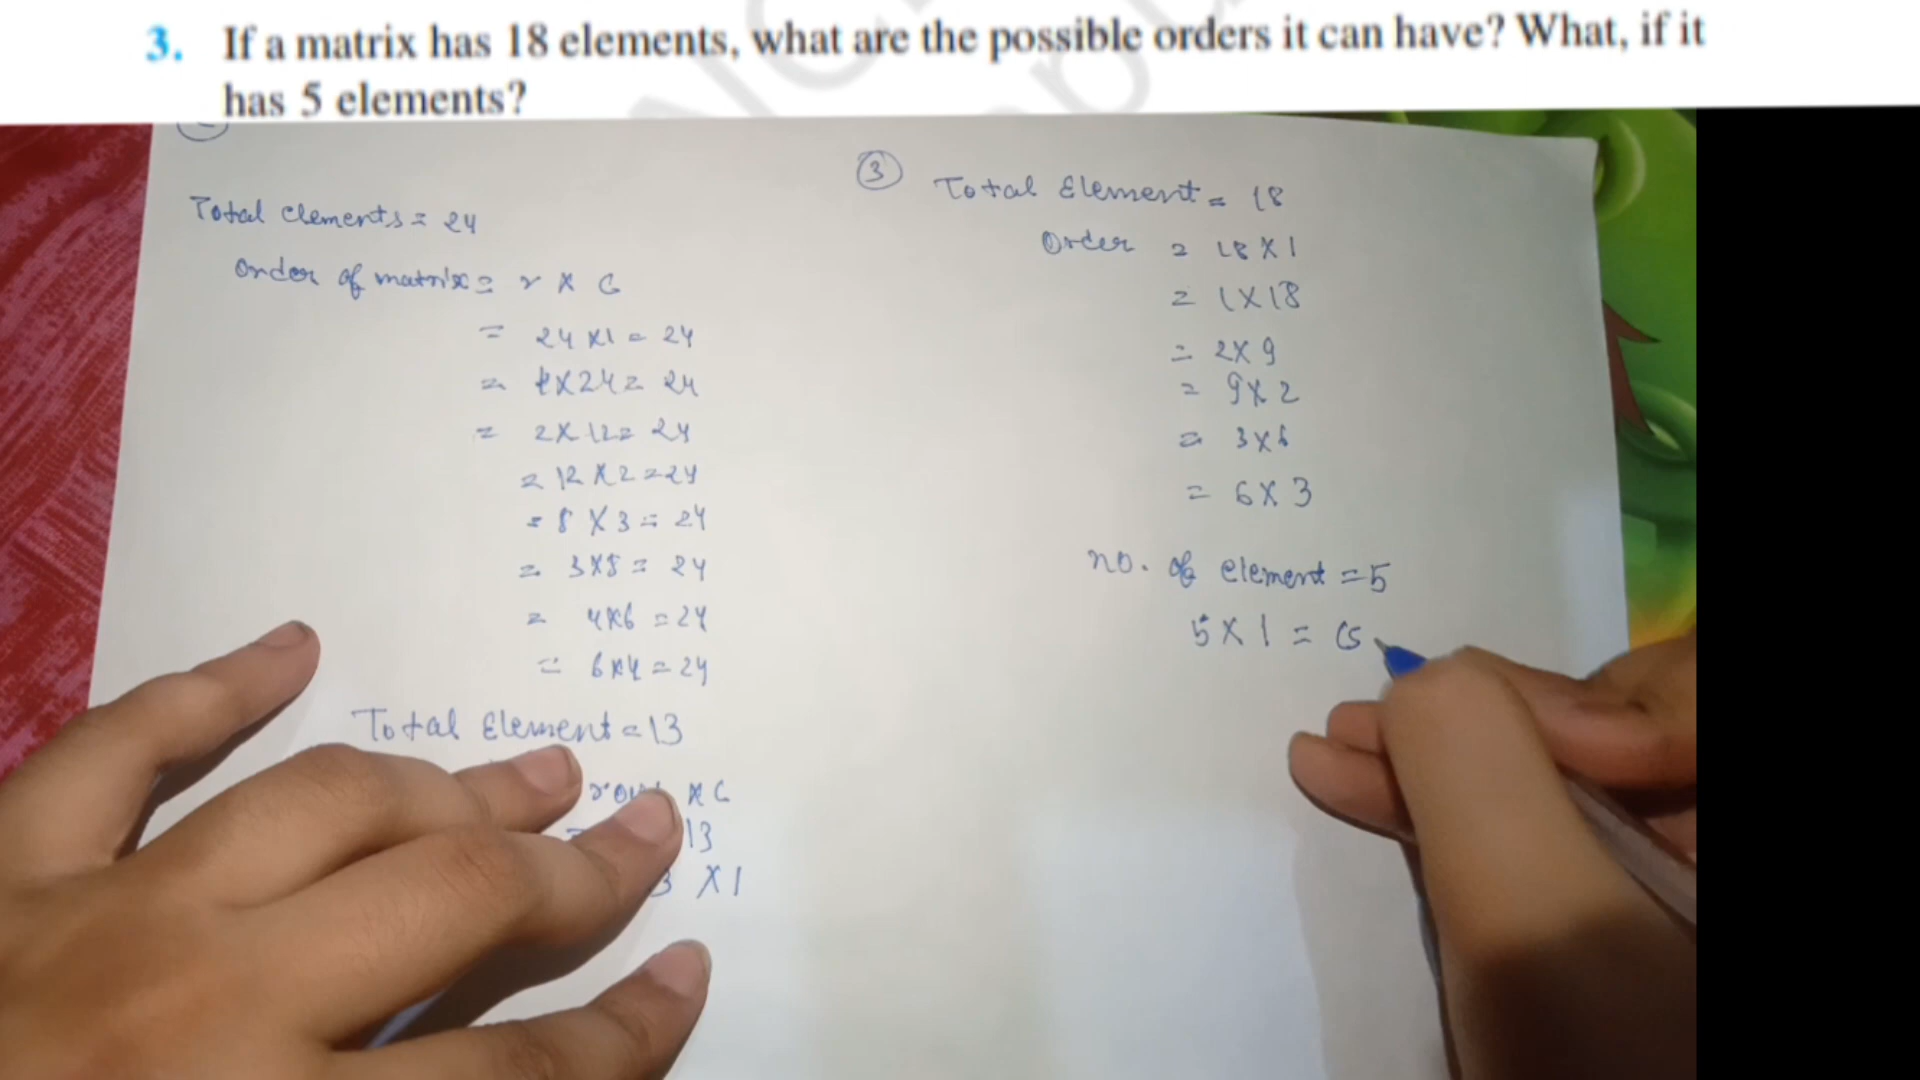 3. If a matrix has 18 elements, what are the possible orders it can have? What, if it
has 5 elements?
Total elements = 24
Order of matrix = r × C
= 24 × 1 = 24
= 1 × 24 = 24
= 2 × 12 = 24
= 12 × 2 = 24
= 8 × 3 = 24
= 3 × 8 = 24
= 4 × 6 = 24
= 6 × 4 = 24
Total Element = 13
× C
13
3 × 1
3
Total Element = 18
Order = 18 × 1
= 1 × 18
= 2 × 9
= 9 × 2
= 3 × 6
= 6 × 3
no. of element = 5
5 × 1 = 5